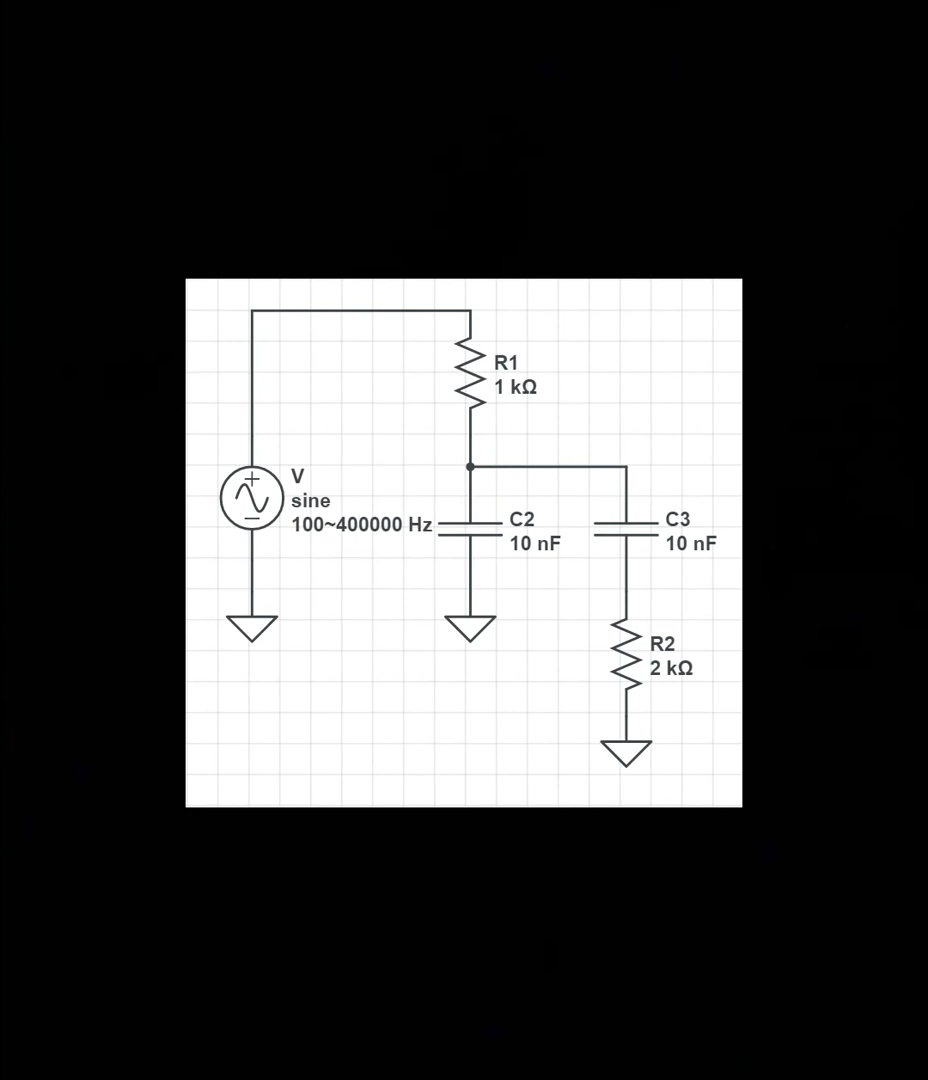 R1
1 kΩ
+
V
sine
100~400000 Hz
C2
10 nF
C3
10 nF
R2
2 kΩ